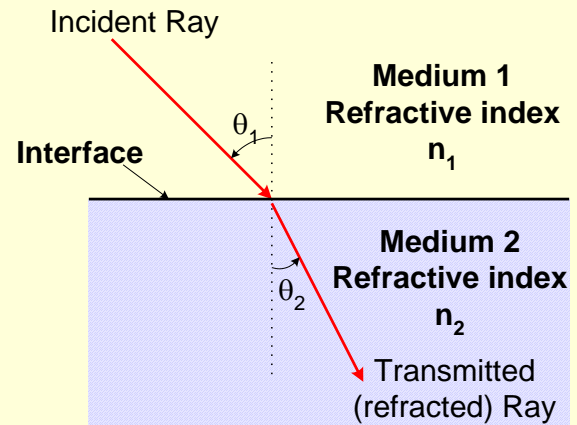 Incident Ray
Medium 1
Refractive index
n₁
θ₁
Interface
Medium 2
Refractive index
n₂
θ₂
Transmitted
(refracted) Ray